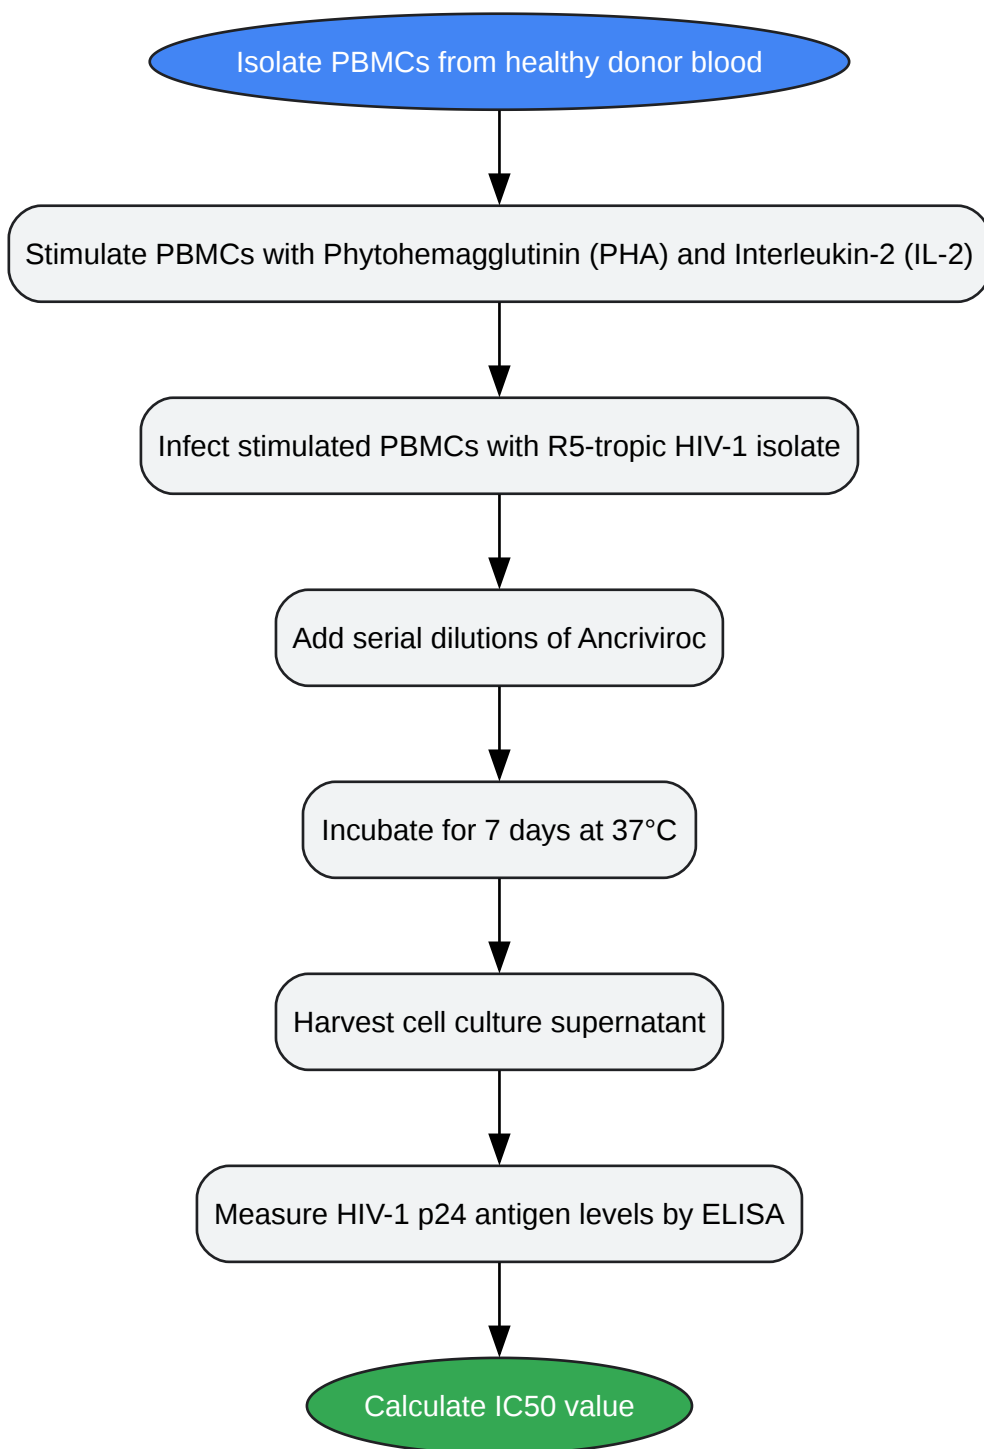 Isolate PBMCs from healthy donor blood
Stimulate PBMCs with Phytohemagglutinin (PHA) and Interleukin-2 (IL-2)
Infect stimulated PBMCs with R5-tropic HIV-1 isolate
Add serial dilutions of Ancriviroc
Incubate for 7 days at 37°C
Harvest cell culture supernatant
Measure HIV-1 p24 antigen levels by ELISA
Calculate IC50 value